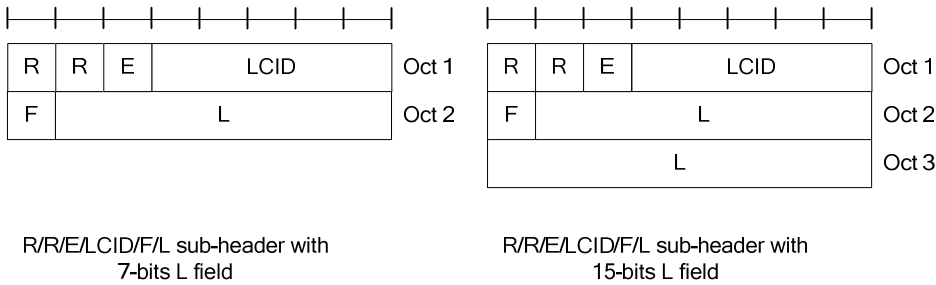 R R E LCID Oct 1
F L Oct 2
R/R/E/LCID/F/L sub-header with
7-bits L field
R R E LCID Oct 1
F L Oct 2
L Oct 3
R/R/E/LCID/F/L sub-header with
15-bits L field